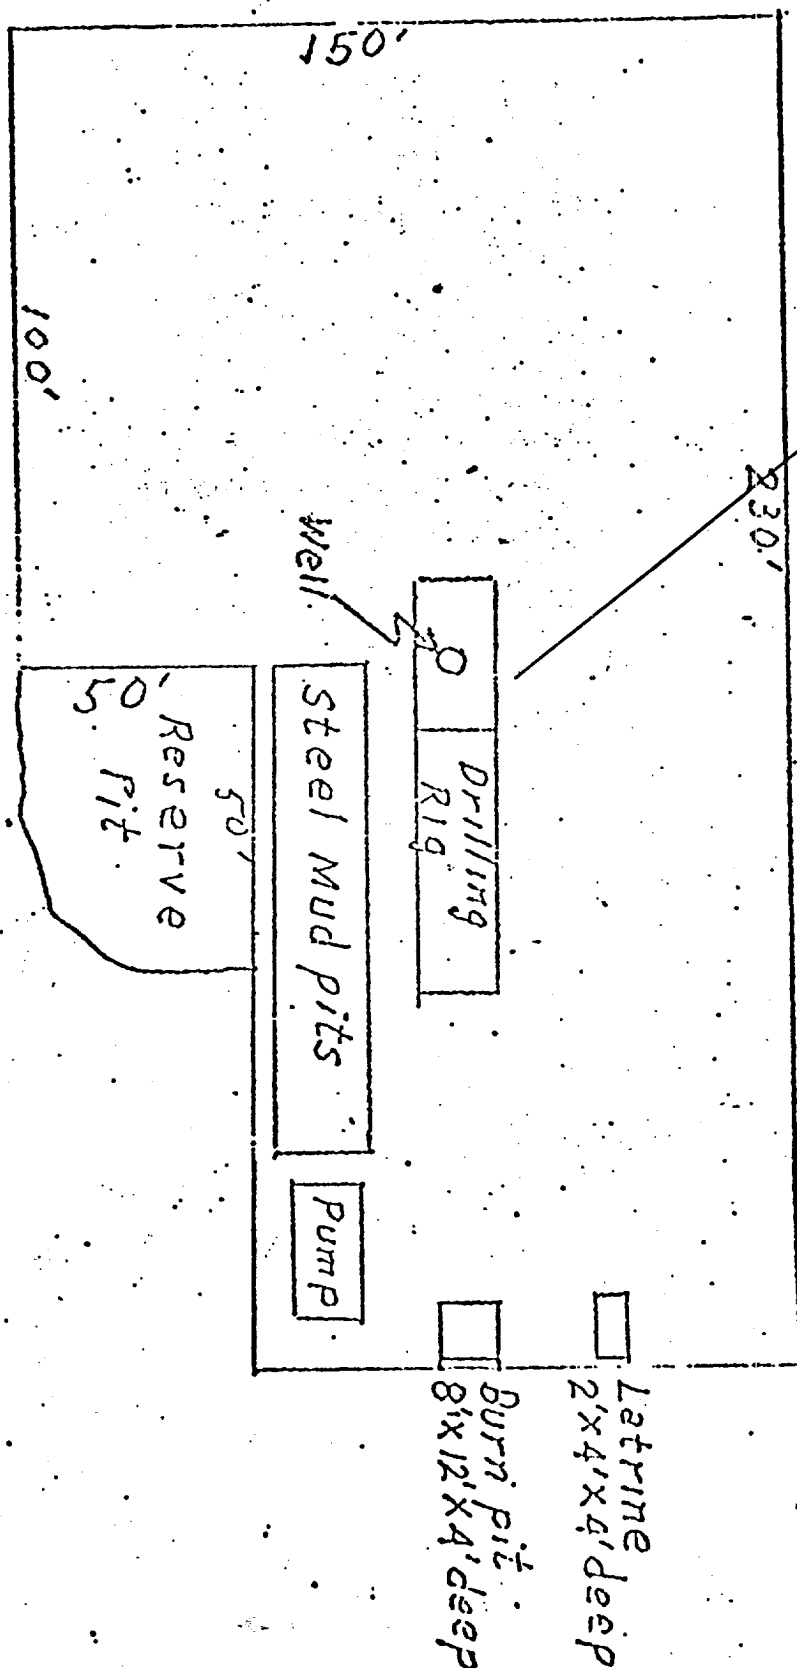 150'
230'
100'
Well
Drilling
Rig
Steel Mud pits
50'
50'
Reserve
Pit
Pump
Latrine
2'x4'x4' deep
Burn pit
8'x12'x4' deep